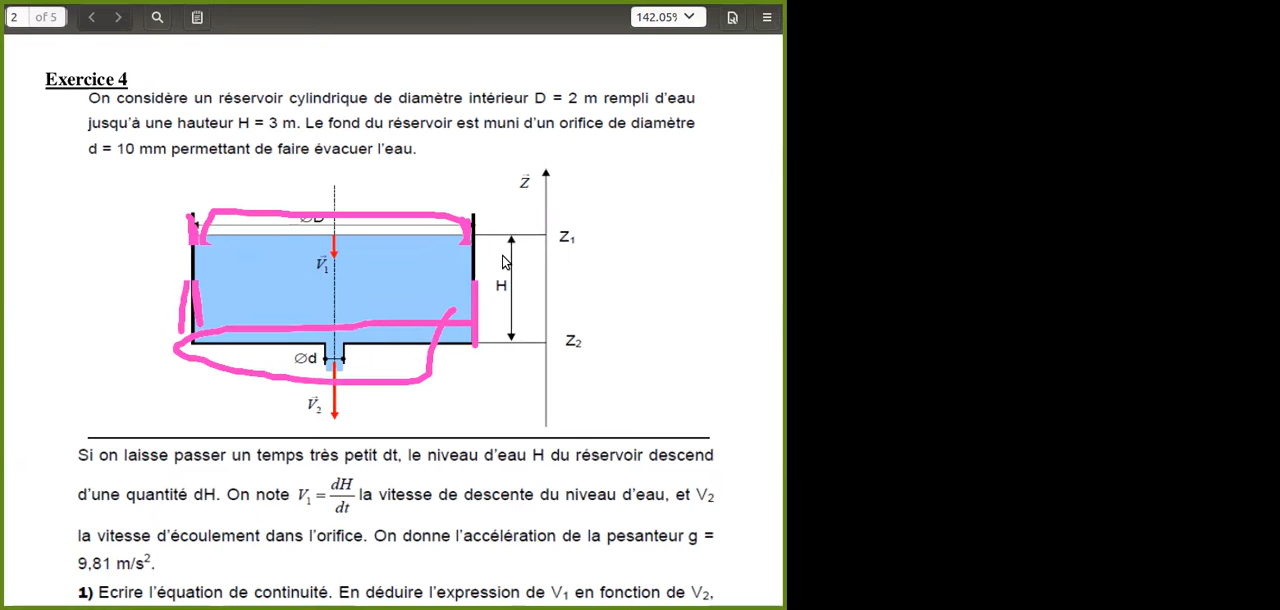 2 of 5 142.05%
Exercice 4
On considère un réservoir cylindrique de diamètre intérieur D = 2 m rempli d'eau
jusqu'à une hauteur H = 3 m. Le fond du réservoir est muni d'un orifice de diamètre
d = 10 mm permettant de faire évacuer l'eau.
Z
ØD
Z1
V1
H
Z2
Ød
V2
Si on laisse passer un temps très petit dt, le niveau d'eau H du réservoir descend
d'une quantité dH. On note V1 = dH/dt la vitesse de descente du niveau d'eau, et V2
la vitesse d'écoulement dans l'orifice. On donne l'accélération de la pesanteur g =
9,81 m/s².
1) Ecrire l'équation de continuité. En déduire l'expression de V1 en fonction de V2,